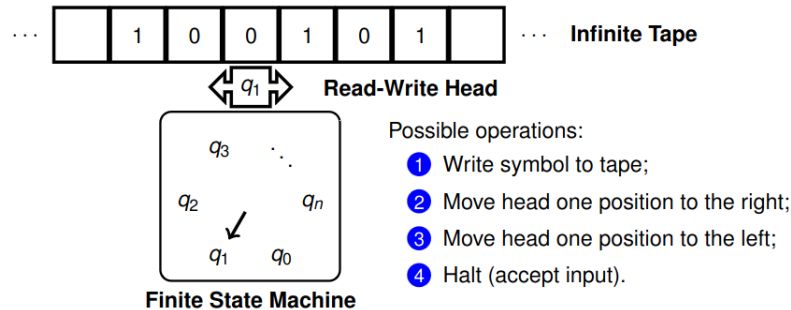 ··· 1 0 0 1 0 1 ··· Infinite Tape
q1 Read-Write Head
Possible operations:
q3 ⋱
1 Write symbol to tape;
q2 qn
2 Move head one position to the right;
3 Move head one position to the left;
q1 q0
4 Halt (accept input).
Finite State Machine